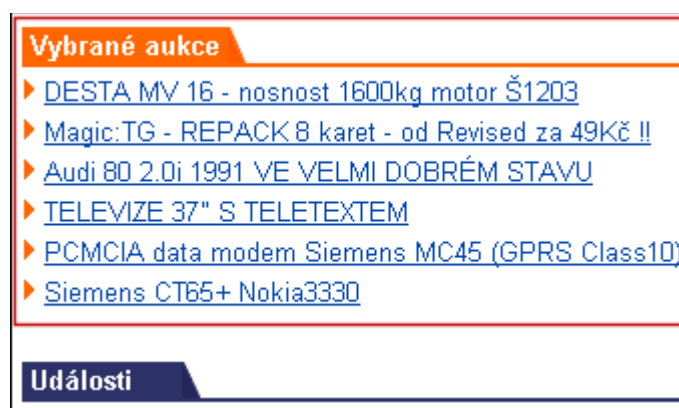 Vybrané aukce
DESTA MV 16 - nosnost 1600kg motor Š1203
Magic:TG - REPACK 8 karet - od Revised za 49Kč !!
Audi 80 2.0i 1991 VE VELMI DOBRÉM STAVU
TELEVIZE 37" S TELETEXTEM
PCMCIA data modem Siemens MC45 (GPRS Class10)
Siemens CT65+ Nokia3330
Události